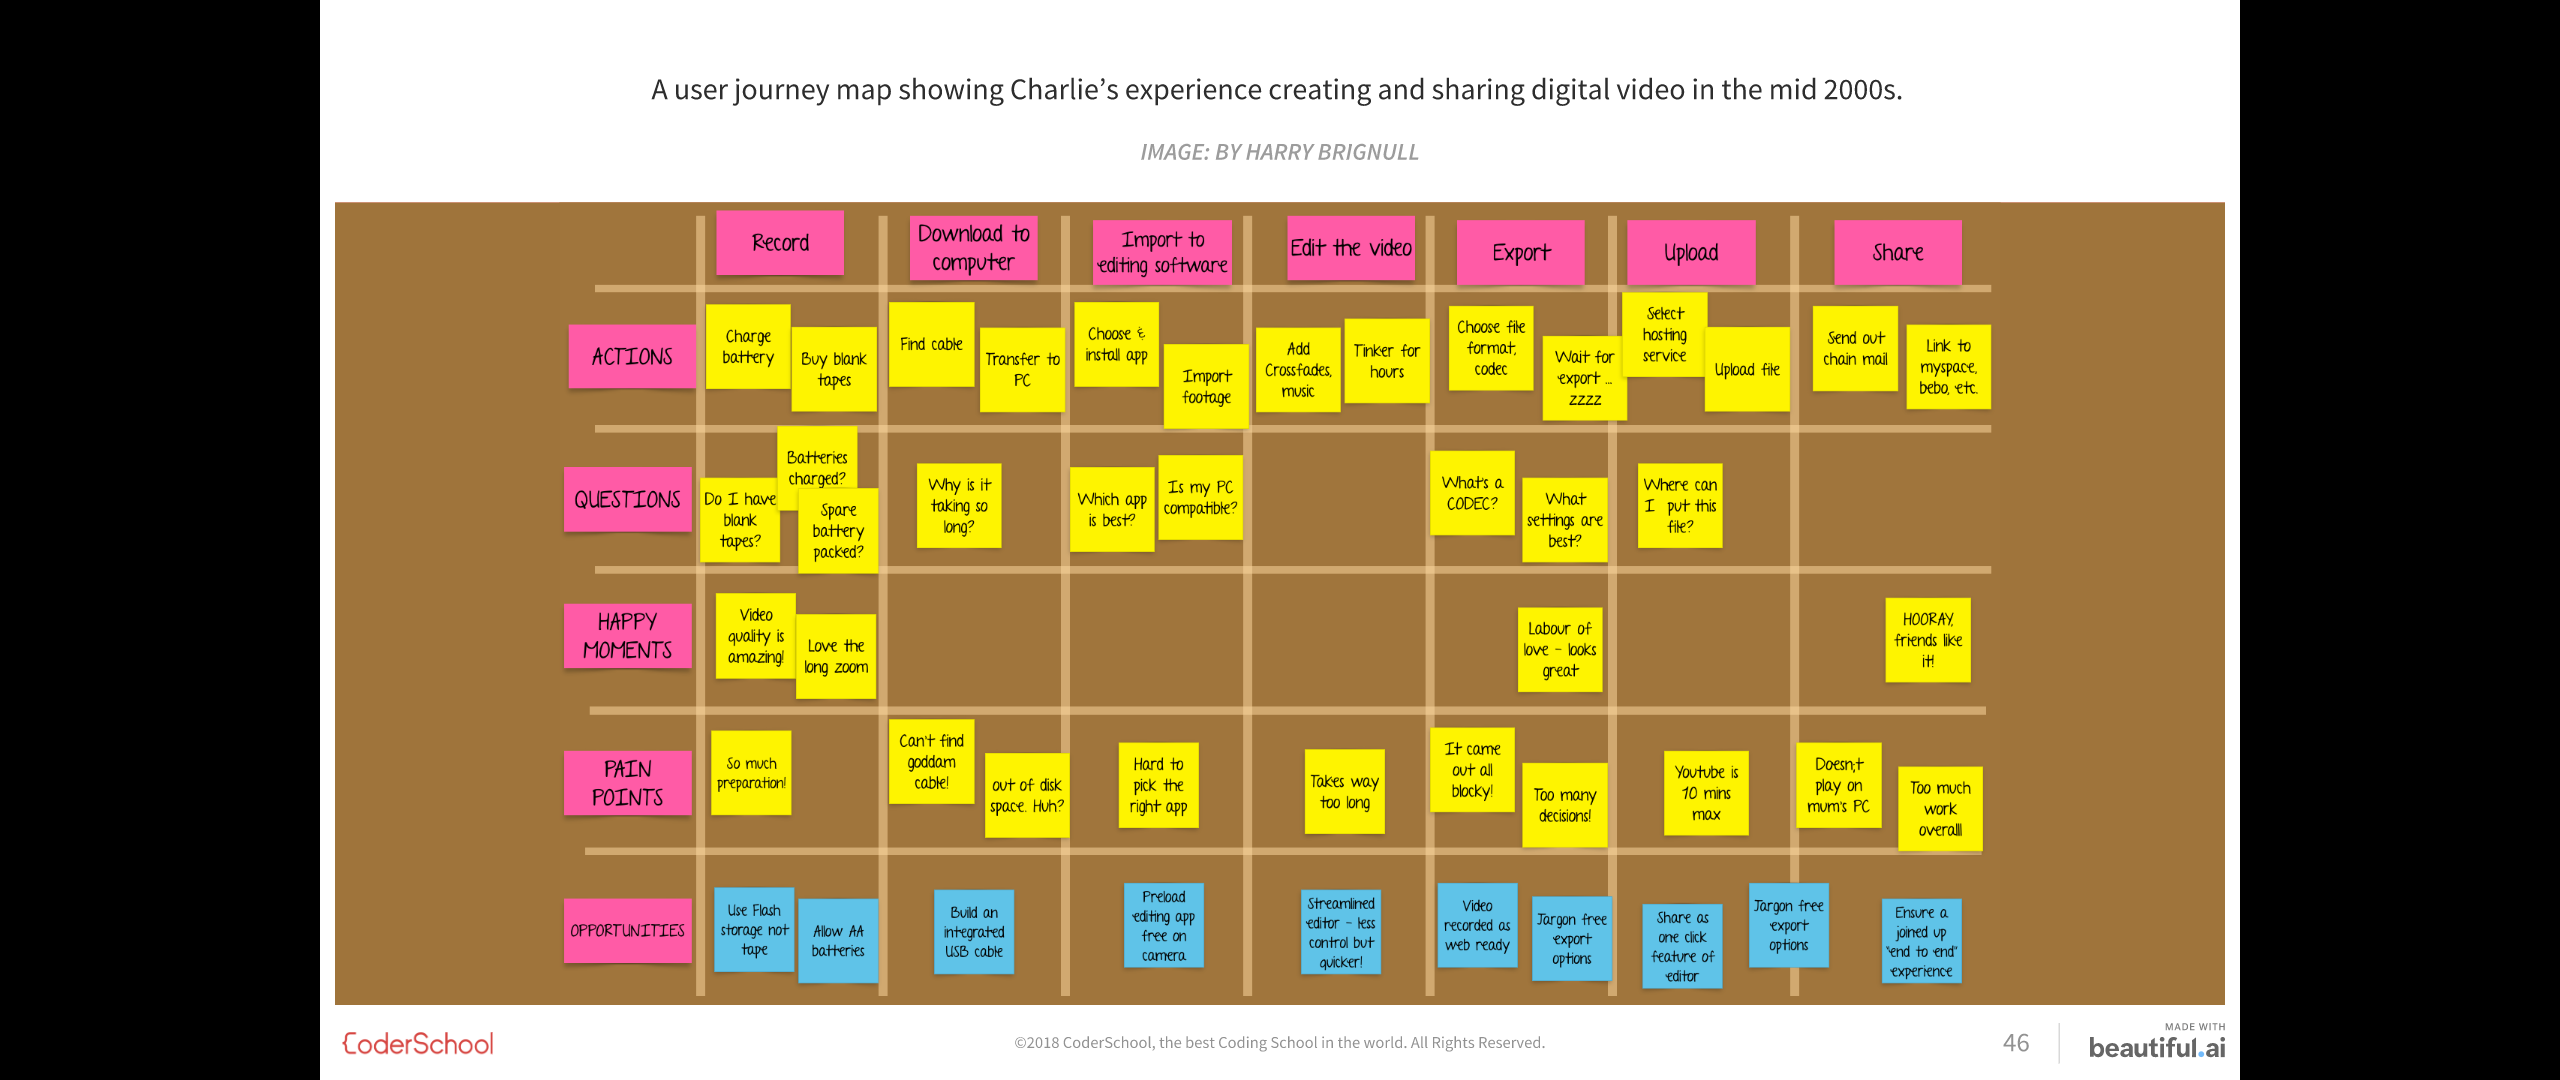 A user journey map showing Charlie’s experience creating and sharing digital video in the mid 2000s.
IMAGE: BY HARRY BRIGNULL
Record
Download to
computer
Import to
editing software
Edit the video
Export
Upload
Share
ACTIONS
Charge
battery
Buy blank
tapes
Find cable
Transfer to
PC
Choose &
install app
Import
footage
Add
Crossfades,
music
Tinker for
hours
Choose file
format,
codec
Wait for
export ...
zzzz
Select
hosting
service
Upload file
Send out
chain mail
Link to
myspace,
bebo, etc.
QUESTIONS
Do I have
blank
tapes?
Batteries
charged?
Spare
battery
packed?
Why is it
taking so
long?
Which app
is best?
Is my PC
compatible?
What's a
CODEC?
What
settings are
best?
Where can
I put this
file?
HAPPY
MOMENTS
Video
quality is
amazing!
Love the
long zoom
Labour of
love - looks
great
HOORAY,
friends like
it!
PAIN
POINTS
So much
preparation!
Can't find
goddam
cable!
out of disk
space. Huh?
Hard to
pick the
right app
Takes way
too long
It came
out all
blocky!
Too many
decisions!
Youtube is
10 mins
max
Doesn;t
play on
mum's PC
Too much
work
overall!
OPPORTUNITIES
Use Flash
storage not
tape
Allow AA
batteries
Build an
integrated
USB cable
Preload
editing app
free on
camera
Streamlined
editor - less
control but
quicker!
Video
recorded as
web ready
Jargon free
export
options
Share as
one click
feature of
editor
Jargon free
export
options
Ensure a
joined up
"end to end"
experience
CoderSchool
©2018 CoderSchool, the best Coding School in the world. All Rights Reserved.
46
MADE WITH
beautiful.ai